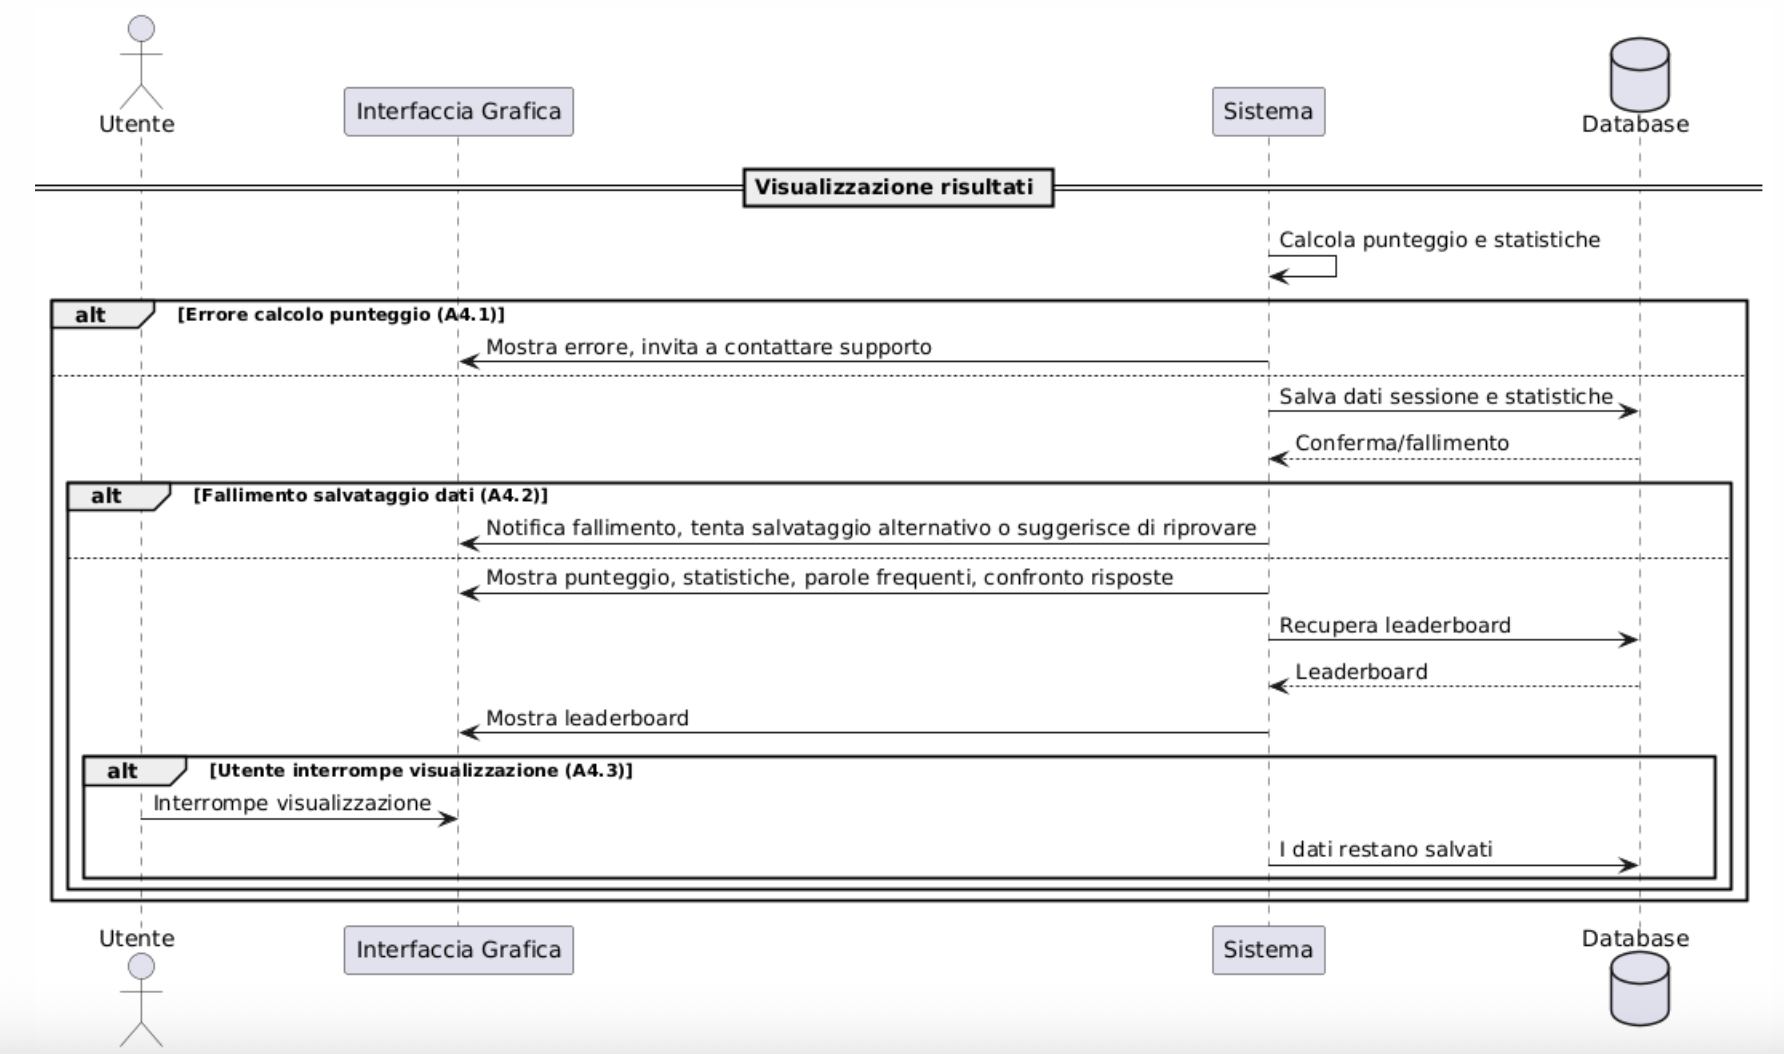 Utente
Interfaccia Grafica
Sistema
Database
Visualizzazione risultati
Calcola punteggio e statistiche
alt
[Errore calcolo punteggio (A4.1)]
Mostra errore, invita a contattare supporto
Salva dati sessione e statistiche
Conferma/fallimento
alt
[Fallimento salvataggio dati (A4.2)]
Notifica fallimento, tenta salvataggio alternativo o suggerisce di riprovare
Mostra punteggio, statistiche, parole frequenti, confronto risposte
Recupera leaderboard
Leaderboard
Mostra leaderboard
alt
[Utente interrompe visualizzazione (A4.3)]
Interrompe visualizzazione
I dati restano salvati
Utente
Interfaccia Grafica
Sistema
Database